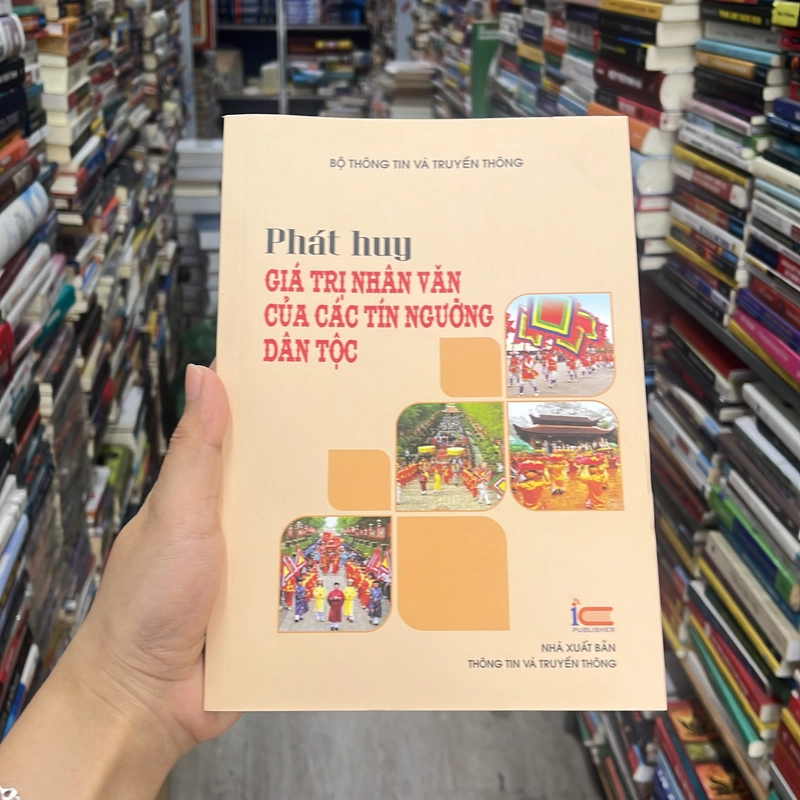 BỘ THÔNG TIN VÀ TRUYỀN THÔNG
Phát huy
GIÁ TRỊ NHÂN VĂN
CỦA CÁC TÍN NGƯỠNG
DÂN TỘC
ic
PUBLISHER
NHÀ XUẤT BẢN
THÔNG TIN VÀ TRUYỀN THÔNG